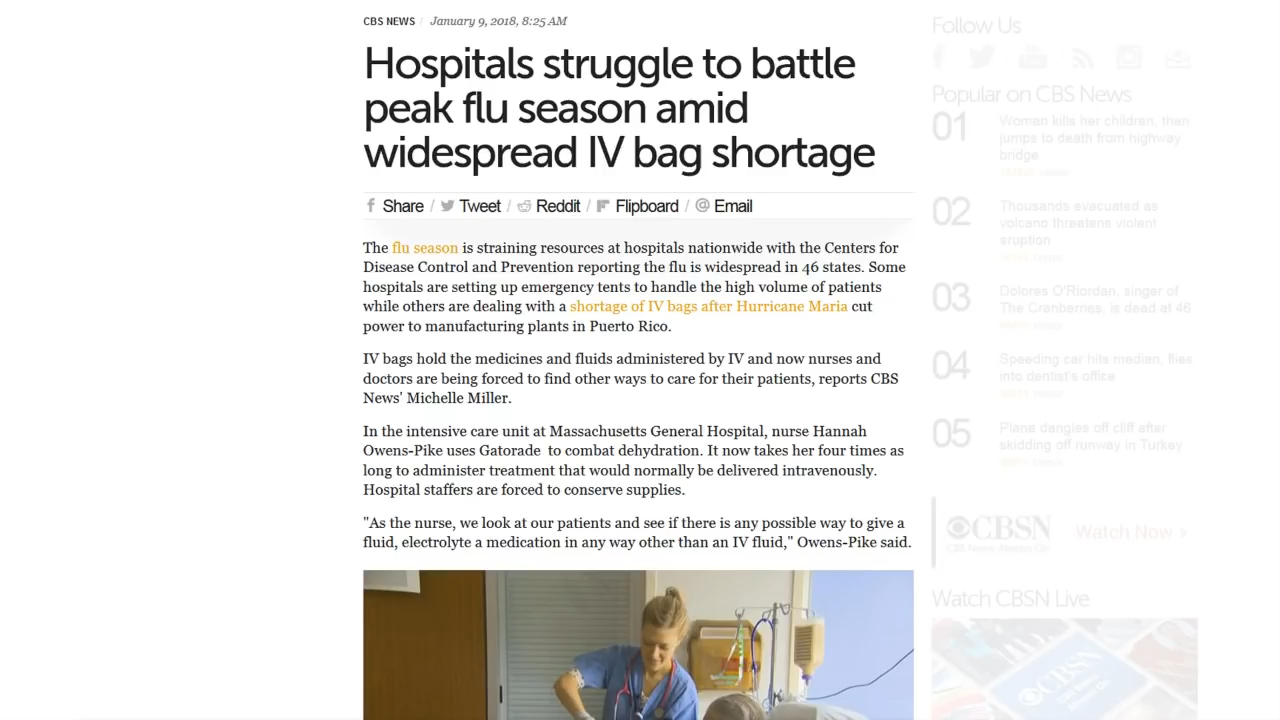 CBS NEWS / January 9, 2018, 8:25 AM
Hospitals struggle to battle
peak flu season amid
widespread IV bag shortage
Share / Tweet / Reddit / Flipboard / Email
The flu season is straining resources at hospitals nationwide with the Centers for
Disease Control and Prevention reporting the flu is widespread in 46 states. Some
hospitals are setting up emergency tents to handle the high volume of patients
while others are dealing with a shortage of IV bags after Hurricane Maria cut
power to manufacturing plants in Puerto Rico.
IV bags hold the medicines and fluids administered by IV and now nurses and
doctors are being forced to find other ways to care for their patients, reports CBS
News' Michelle Miller.
In the intensive care unit at Massachusetts General Hospital, nurse Hannah
Owens-Pike uses Gatorade to combat dehydration. It now takes her four times as
long to administer treatment that would normally be delivered intravenously.
Hospital staffers are forced to conserve supplies.
"As the nurse, we look at our patients and see if there is any possible way to give a
fluid, electrolyte a medication in any way other than an IV fluid," Owens-Pike said.
Follow Us
Popular on CBS News
01
Woman kills her children, then
jumps to death from highway
bridge
02
Thousands evacuated as
volcano threatens violent
eruption
03
Dolores O'Riordan, singer of
The Cranberries, is dead at 46
04
Speeding car hits median, flies
into dentist's office
05
Plane dangles off cliff after
skidding off runway in Turkey
CBSN
CBS News Always On
Watch Now >
Watch CBSN Live
CBSN